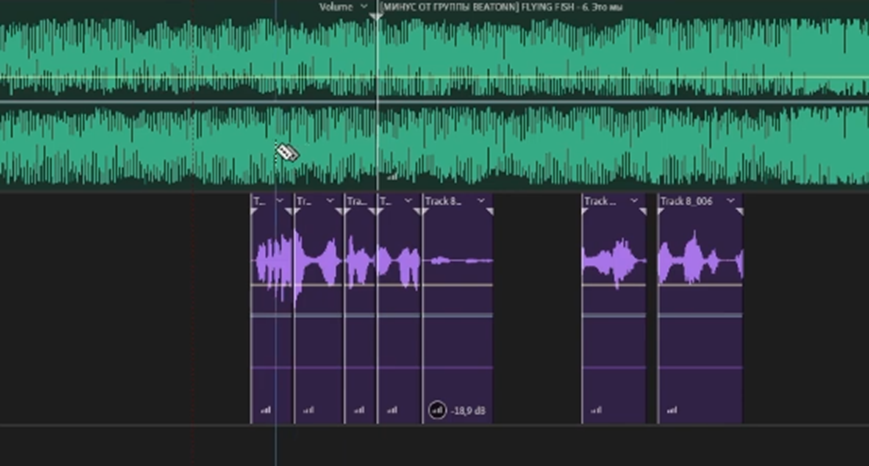 Volume
[МИНУС ОТ ГРУППЫ BEATONN] FLYING FISH - 6. Это мы
T...
Tr...
Tra...
T...
Track 8...
Track ...
Track 8_006
-18,9 dB